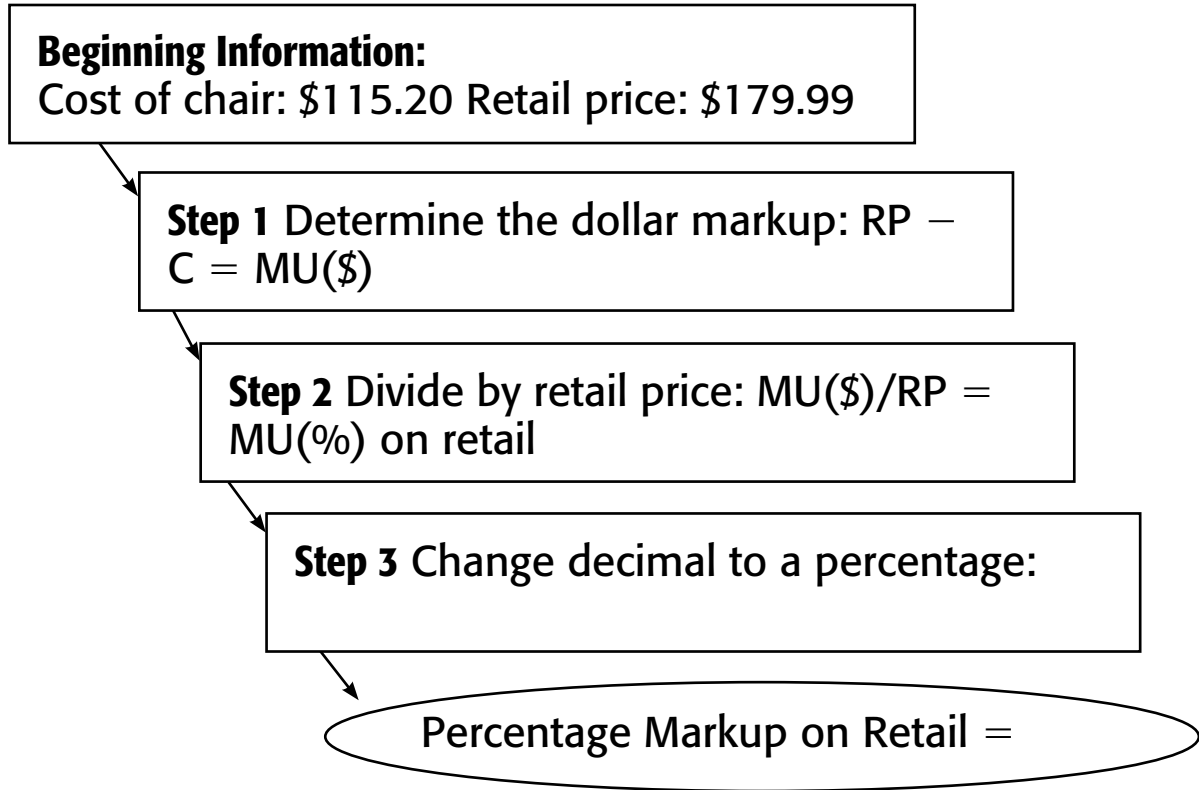 Beginning Information:
Cost of chair: $115.20 Retail price: $179.99
Step 1 Determine the dollar markup: RP −
C = MU($)
Step 2 Divide by retail price: MU($)/RP =
MU(%) on retail
Step 3 Change decimal to a percentage:
Percentage Markup on Retail =